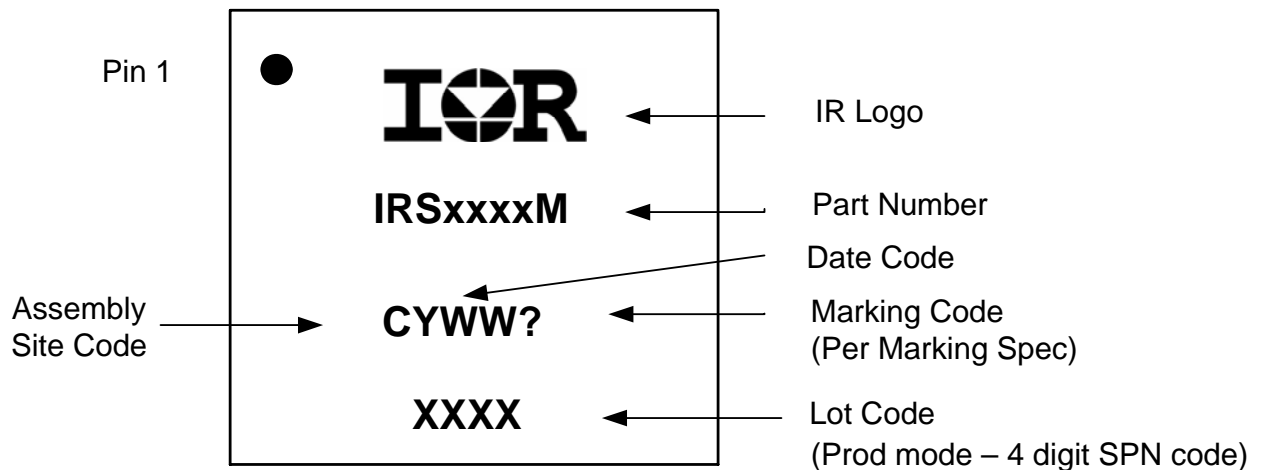 Pin 1
IOR
IR Logo
IRSxxxxM
Part Number
Date Code
Assembly
Site Code
CYWW?
Marking Code
(Per Marking Spec)
XXXX
Lot Code
(Prod mode – 4 digit SPN code)